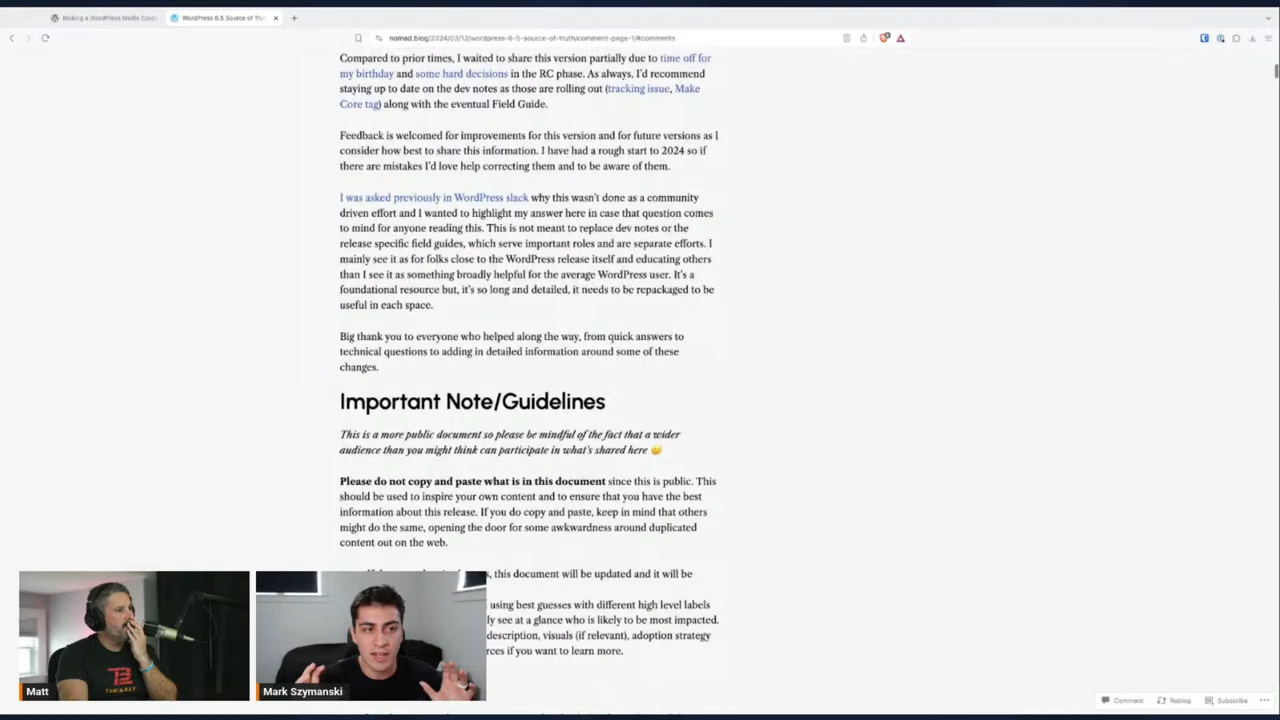 Making a WordPress Media Corp
WordPress 6.5 Source of Tru
nomad.blog/2024/03/13/wordpress-6-5-source-of-truth/comment-page-1/#comments
Compared to prior times, I waited to share this version partially due to time off for
my birthday and some hard decisions in the RC phase. As always, I'd recommend
staying up to date on the dev notes as those are rolling out (tracking issue, Make
Core tag) along with the eventual Field Guide.
Feedback is welcomed for improvements for this version and for future versions as I
consider how best to share this information. I have had a rough start to 2024 so if
there are mistakes I'd love help correcting them and to be aware of them.
I was asked previously in WordPress slack why this wasn't done as a community
driven effort and I wanted to highlight my answer here in case that question comes
to mind for anyone reading this. This is not meant to replace dev notes or the
release specific field guides, which serve important roles and are separate efforts. I
mainly see it as for folks close to the WordPress release itself and educating others
than I see it as something broadly helpful for the average WordPress user. It's a
foundational resource but, it's so long and detailed, it needs to be repackaged to be
useful in each space.
Big thank you to everyone who helped along the way, from quick answers to
technical questions to adding in detailed information around some of these
changes.
Important Note/Guidelines
This is a more public document so please be mindful of the fact that a wider
audience than you might think can participate in what's shared here
Please do not copy and paste what is in this document since this is public. This
should be used to inspire your own content and to ensure that you have the best
information about this release. If you do copy and paste, keep in mind that others
might do the same, opening the door for some awkwardness around duplicated
content out on the web.
, this document will be updated and it will be
using best guesses with different high level labels
ly see at a glance who is likely to be most impacted.
description, visuals (if relevant), adoption strategy
rces if you want to learn more.
Matt
Mark Szymanski
Comment
Reblog
Subscribe